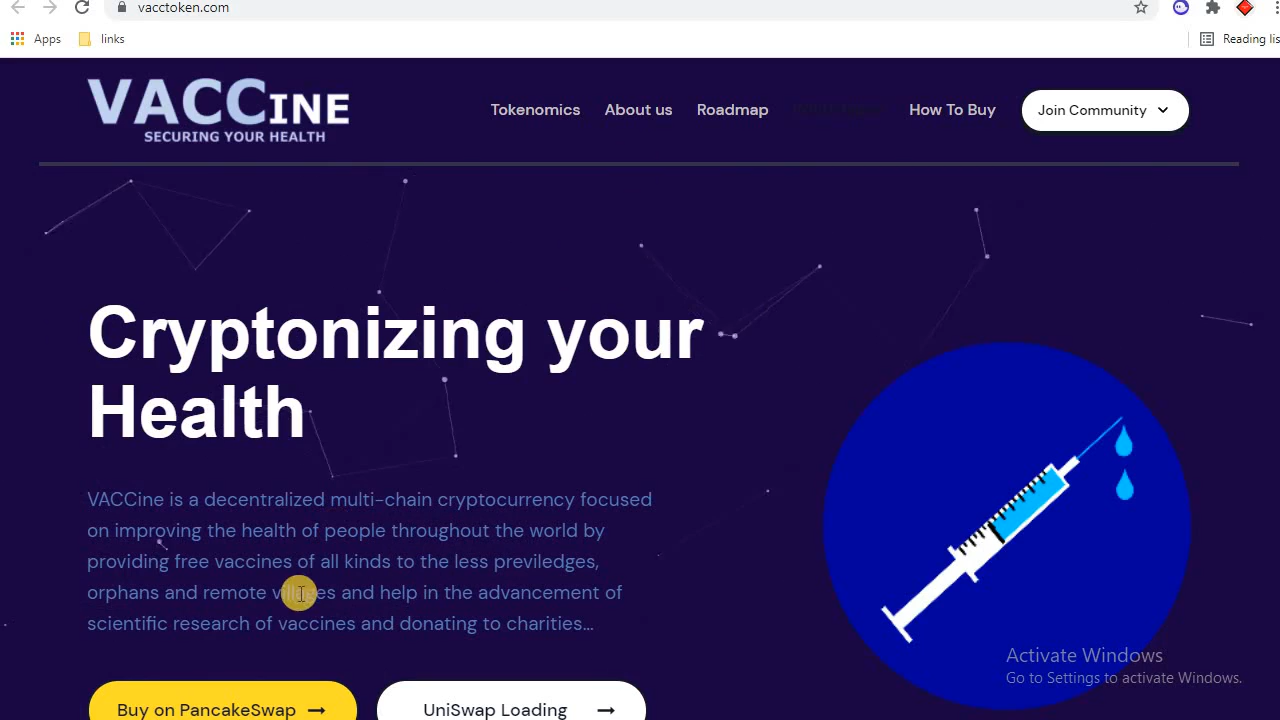 vacctoken.com
Apps
links
Reading lis
VACCINE
SECURING YOUR HEALTH
Tokenomics
About us
Roadmap
How To Buy
Join Community
Cryptonizing your
Health
VACCine is a decentralized multi-chain cryptocurrency focused
on improving the health of people throughout the world by
providing free vaccines of all kinds to the less previledges,
orphans and remote villages and help in the advancement of
scientific research of vaccines and donating to charities...
Buy on PancakeSwap
UniSwap Loading
Activate Windows
Go to Settings to activate Windows.